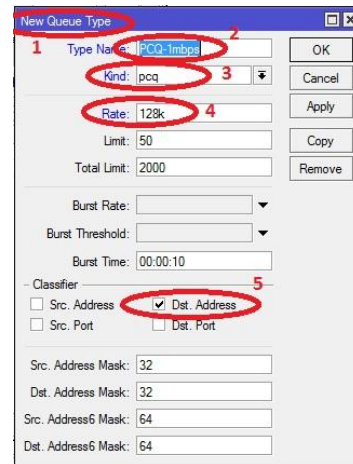 New Queue Type
1 Type Name: PCQ-1mbps 2 OK
Kind: pcq 3 Cancel
Rate: 128k 4 Apply
Limit: 50 Copy
Total Limit: 2000 Remove
Burst Rate:
Burst Threshold:
Burst Time: 00:00:10
Classifier 5
Src. Address Dst. Address
Src. Port Dst. Port
Src. Address Mask: 32
Dst. Address Mask: 32
Src. Address6 Mask: 64
Dst. Address6 Mask: 64